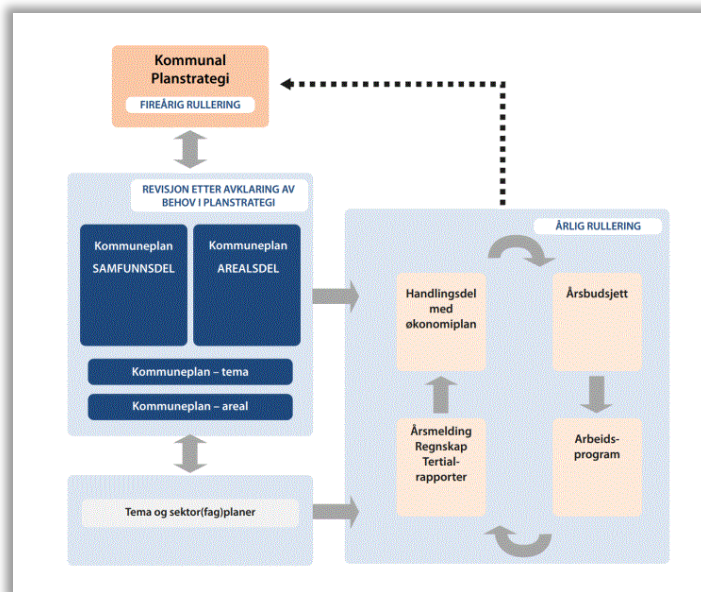 Kommunal
Planstrategi
FIREÅRIG RULLERING
REVISJON ETTER AVKLARING AV
BEHOV I PLANSTRATEGI
Kommuneplan
SAMFUNNSDEL
Kommuneplan
AREALSDEL
Kommuneplan – tema
Kommuneplan – areal
Tema og sektor(fag)planer
ÅRLIG RULLERING
Handlingsdel
med
økonomiplan
Årsbudsjett
Årsmelding
Regnskap
Tertial-
rapporter
Arbeids-
program